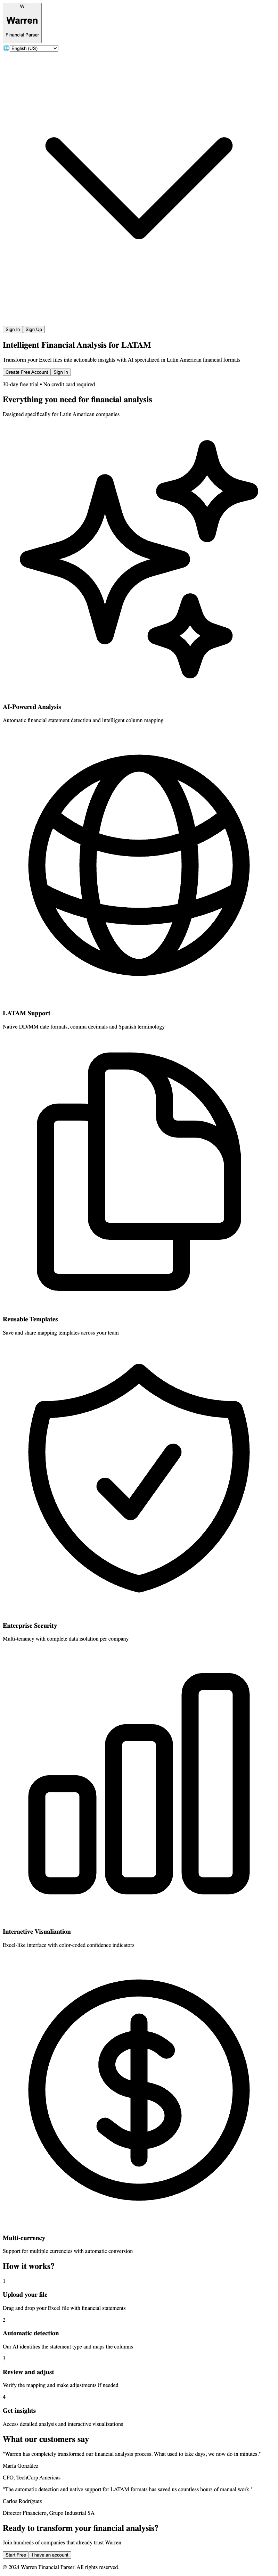 W
Warren
Financial Parser
English (US)
Sign In Sign Up
Intelligent Financial Analysis for LATAM
Transform your Excel files into actionable insights with AI specialized in Latin American financial formats
Create Free Account Sign In
30-day free trial • No credit card required
Everything you need for financial analysis
Designed specifically for Latin American companies
AI-Powered Analysis
Automatic financial statement detection and intelligent column mapping
LATAM Support
Native DD/MM date formats, comma decimals and Spanish terminology
Reusable Templates
Save and share mapping templates across your team
Enterprise Security
Multi-tenancy with complete data isolation per company
Interactive Visualization
Excel-like interface with color-coded confidence indicators
Multi-currency
Support for multiple currencies with automatic conversion
How it works?
1
Upload your file
Drag and drop your Excel file with financial statements
2
Automatic detection
Our AI identifies the statement type and maps the columns
3
Review and adjust
Verify the mapping and make adjustments if needed
4
Get insights
Access detailed analysis and interactive visualizations
What our customers say
"Warren has completely transformed our financial analysis process. What used to take days, we now do in minutes."
María González
CFO, TechCorp Americas
"The automatic detection and native support for LATAM formats has saved us countless hours of manual work."
Carlos Rodríguez
Director Financiero, Grupo Industrial SA
Ready to transform your financial analysis?
Join hundreds of companies that already trust Warren
Start Free I have an account
© 2024 Warren Financial Parser. All rights reserved.